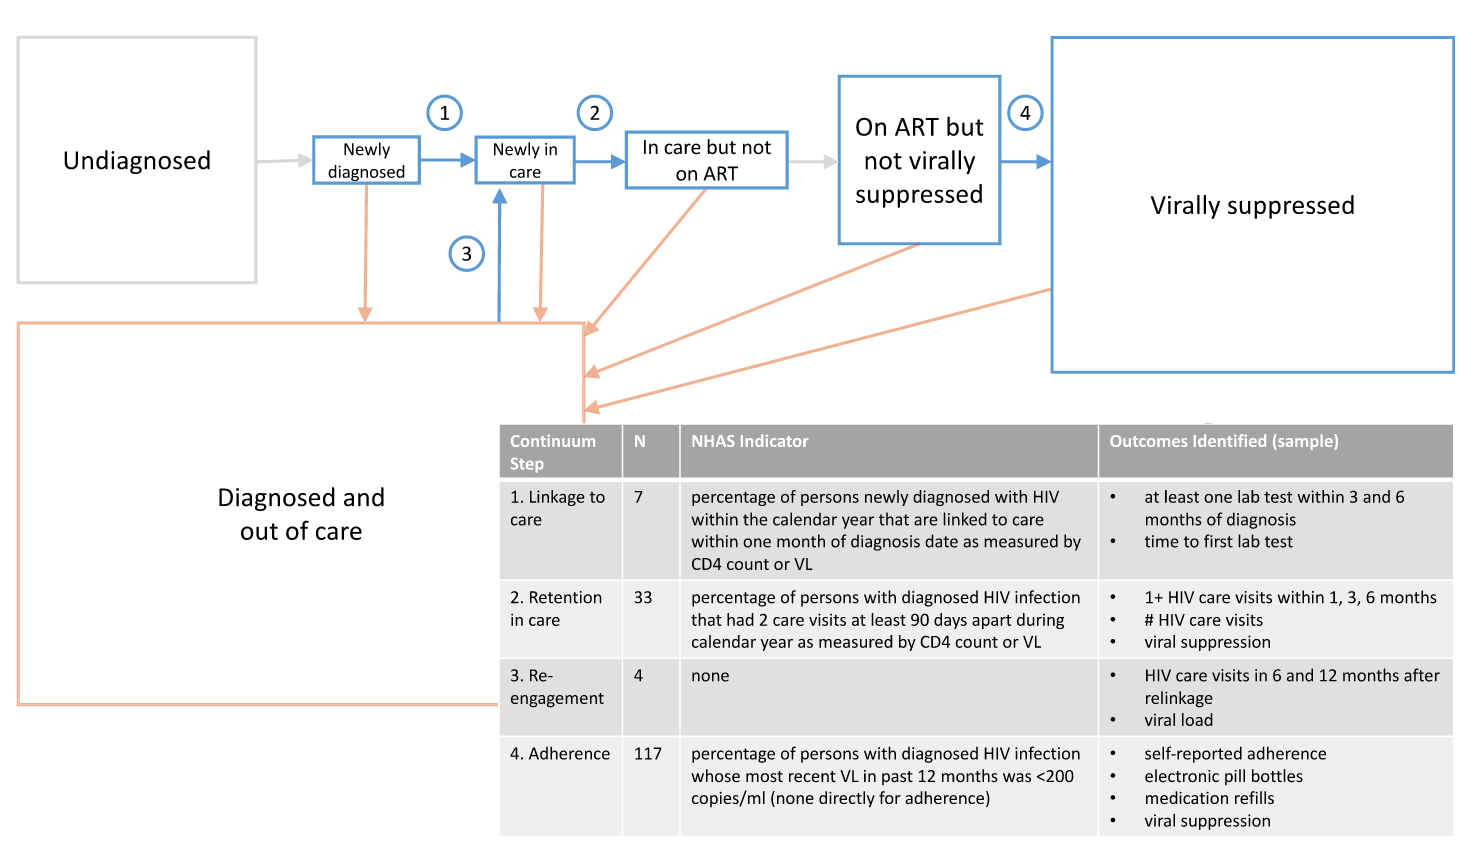 Undiagnosed
1
Newly
diagnosed
2
Newly in
care
In care but not
on ART
On ART but
not virally
suppressed
4
Virally suppressed
3
Diagnosed and
out of care
Continuum
Step
N
NHAS Indicator
Outcomes Identified (sample)
1. Linkage to
care
7
percentage of persons newly diagnosed with HIV
within the calendar year that are linked to care
within one month of diagnosis date as measured by
CD4 count or VL
• at least one lab test within 3 and 6
months of diagnosis
• time to first lab test
2. Retention
in care
33
percentage of persons with diagnosed HIV infection
that had 2 care visits at least 90 days apart during
calendar year as measured by CD4 count or VL
• 1+ HIV care visits within 1, 3, 6 months
• # HIV care visits
• viral suppression
3. Re-
engagement
4
none
• HIV care visits in 6 and 12 months after
relinkage
• viral load
4. Adherence
117
percentage of persons with diagnosed HIV infection
whose most recent VL in past 12 months was <200
copies/ml (none directly for adherence)
• self-reported adherence
• electronic pill bottles
• medication refills
• viral suppression